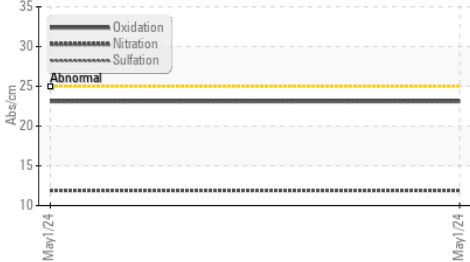 35
Oxidation
Nitration
Sulfation
30
Abnormal
25
Abs/cm
20
15
10
May1/24
May1/24